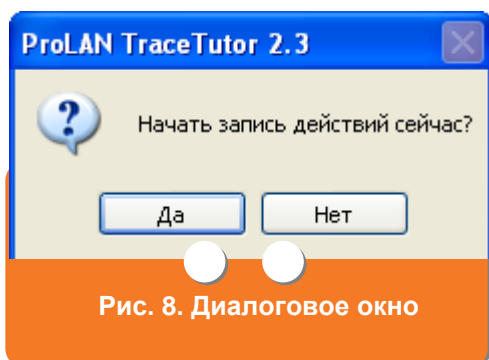 ProLAN TraceTutor 2.3
Начать запись действий сейчас?
Да Нет
Рис. 8. Диалоговое окно